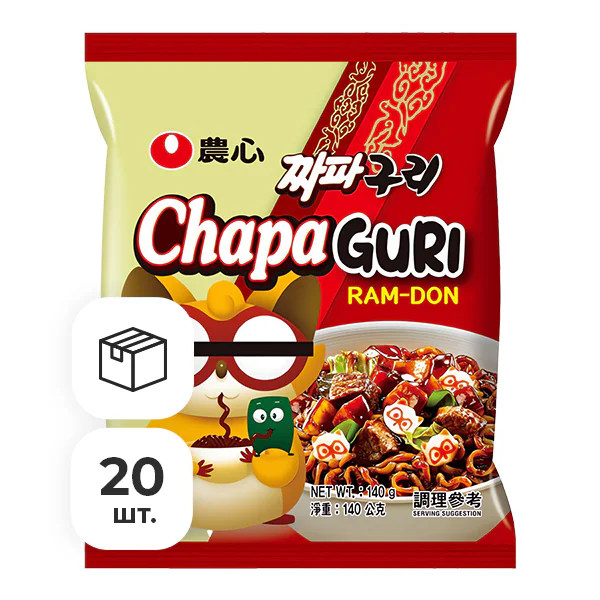 農心
짜파구리
Chapa GURI
RAM-DON
20
шт.
NET WT. : 140 g
淨重 : 140 公克
調理參考
SERVING SUGGESTION